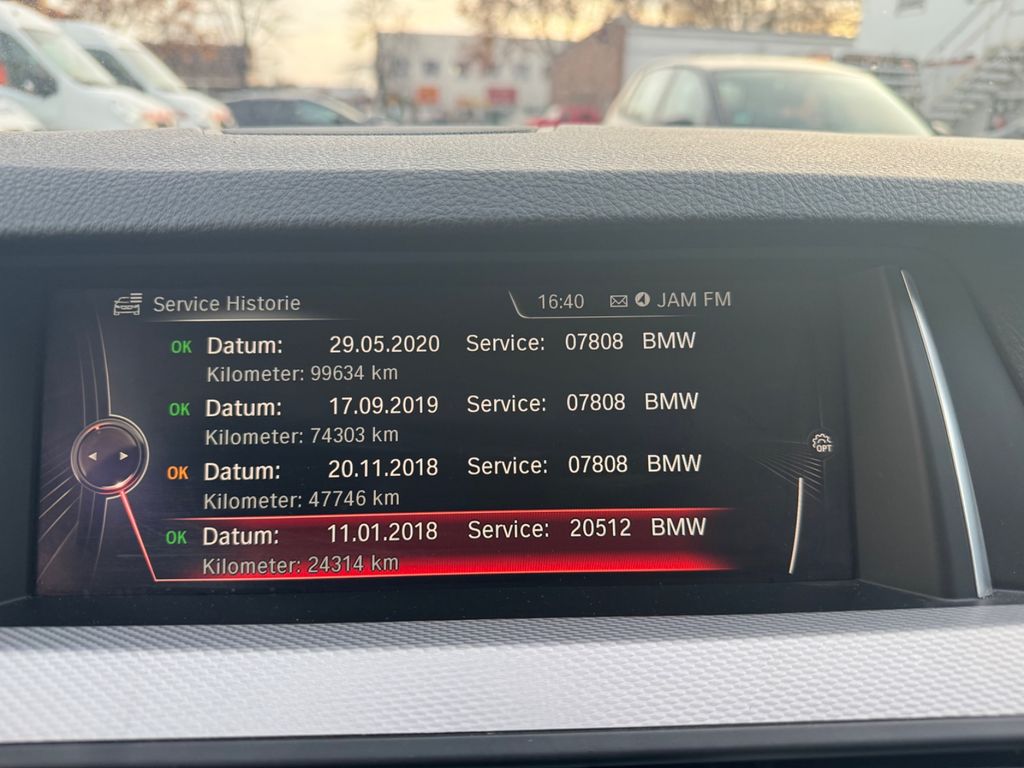 Service Historie
16:40 JAM FM
OK Datum: 29.05.2020 Service: 07808 BMW
Kilometer: 99634 km
OK Datum: 17.09.2019 Service: 07808 BMW
Kilometer: 74303 km
OK Datum: 20.11.2018 Service: 07808 BMW
Kilometer: 47746 km
OK Datum: 11.01.2018 Service: 20512 BMW
Kilometer: 24314 km
OPT